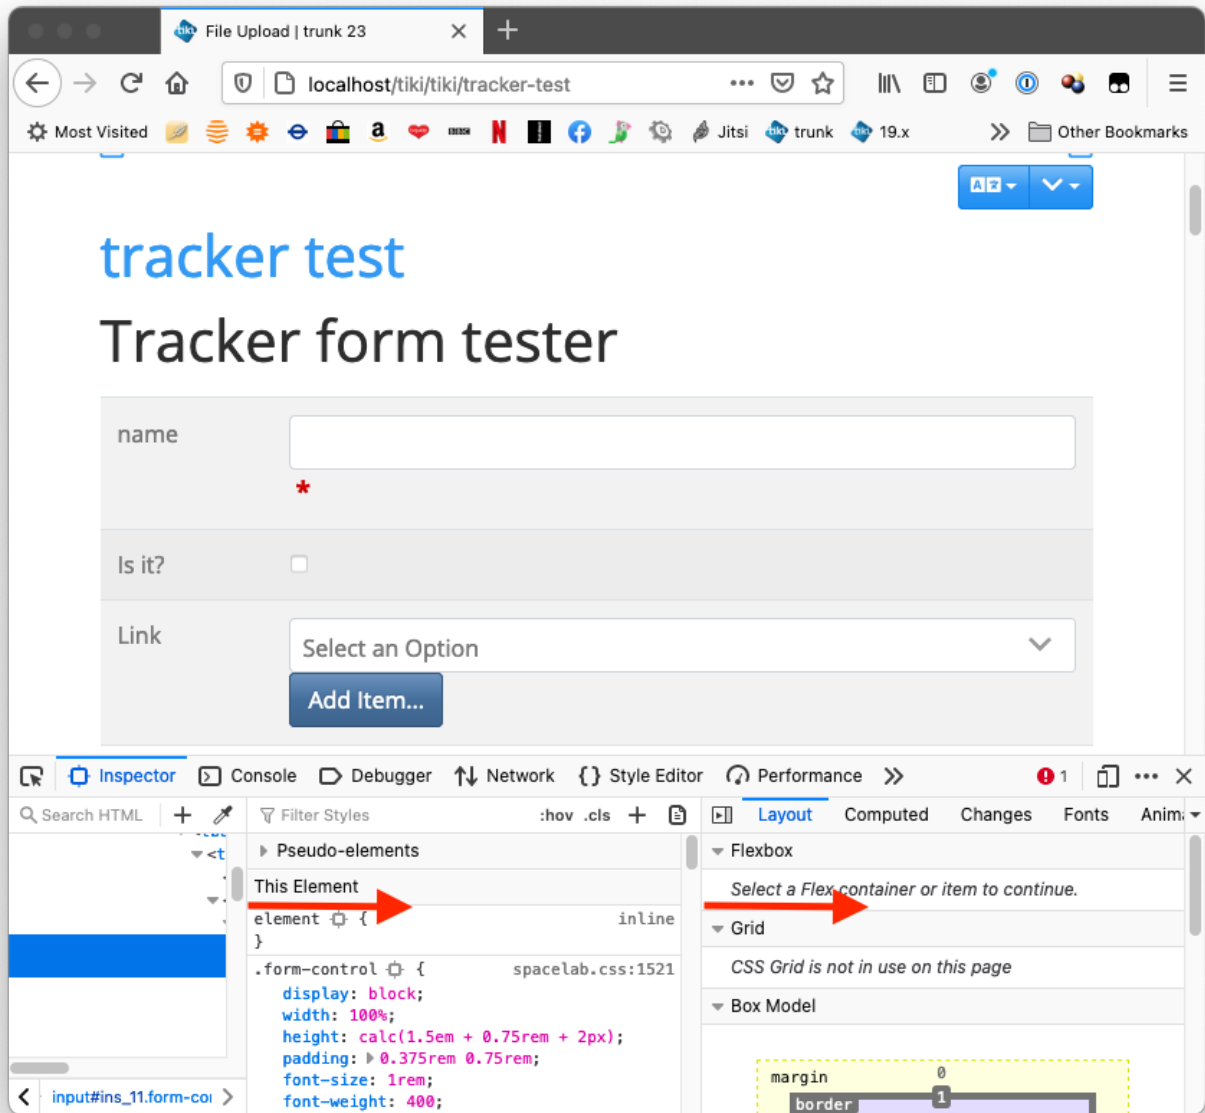 File Upload | trunk 23
localhost/tiki/tiki/tracker-test
Most Visited Jitsi trunk 19.x Other Bookmarks
tracker test
Tracker form tester
name
*
Is it?
Link
Select an Option
Add Item...
Inspector Console Debugger Network Style Editor Performance 1
Search HTML Filter Styles :hov .cls Layout Computed Changes Fonts Anim
Pseudo-elements
Flexbox
This Element
Select a Flex container or item to continue.
element { inline
}
Grid
.form-control { spacelab.css:1521
CSS Grid is not in use on this page
display: block;
width: 100%;
Box Model
height: calc(1.5em + 0.75rem + 2px);
padding: 0.375rem 0.75rem;
font-size: 1rem;
font-weight: 400;
margin 0
border 1
input#ins_11.form-co